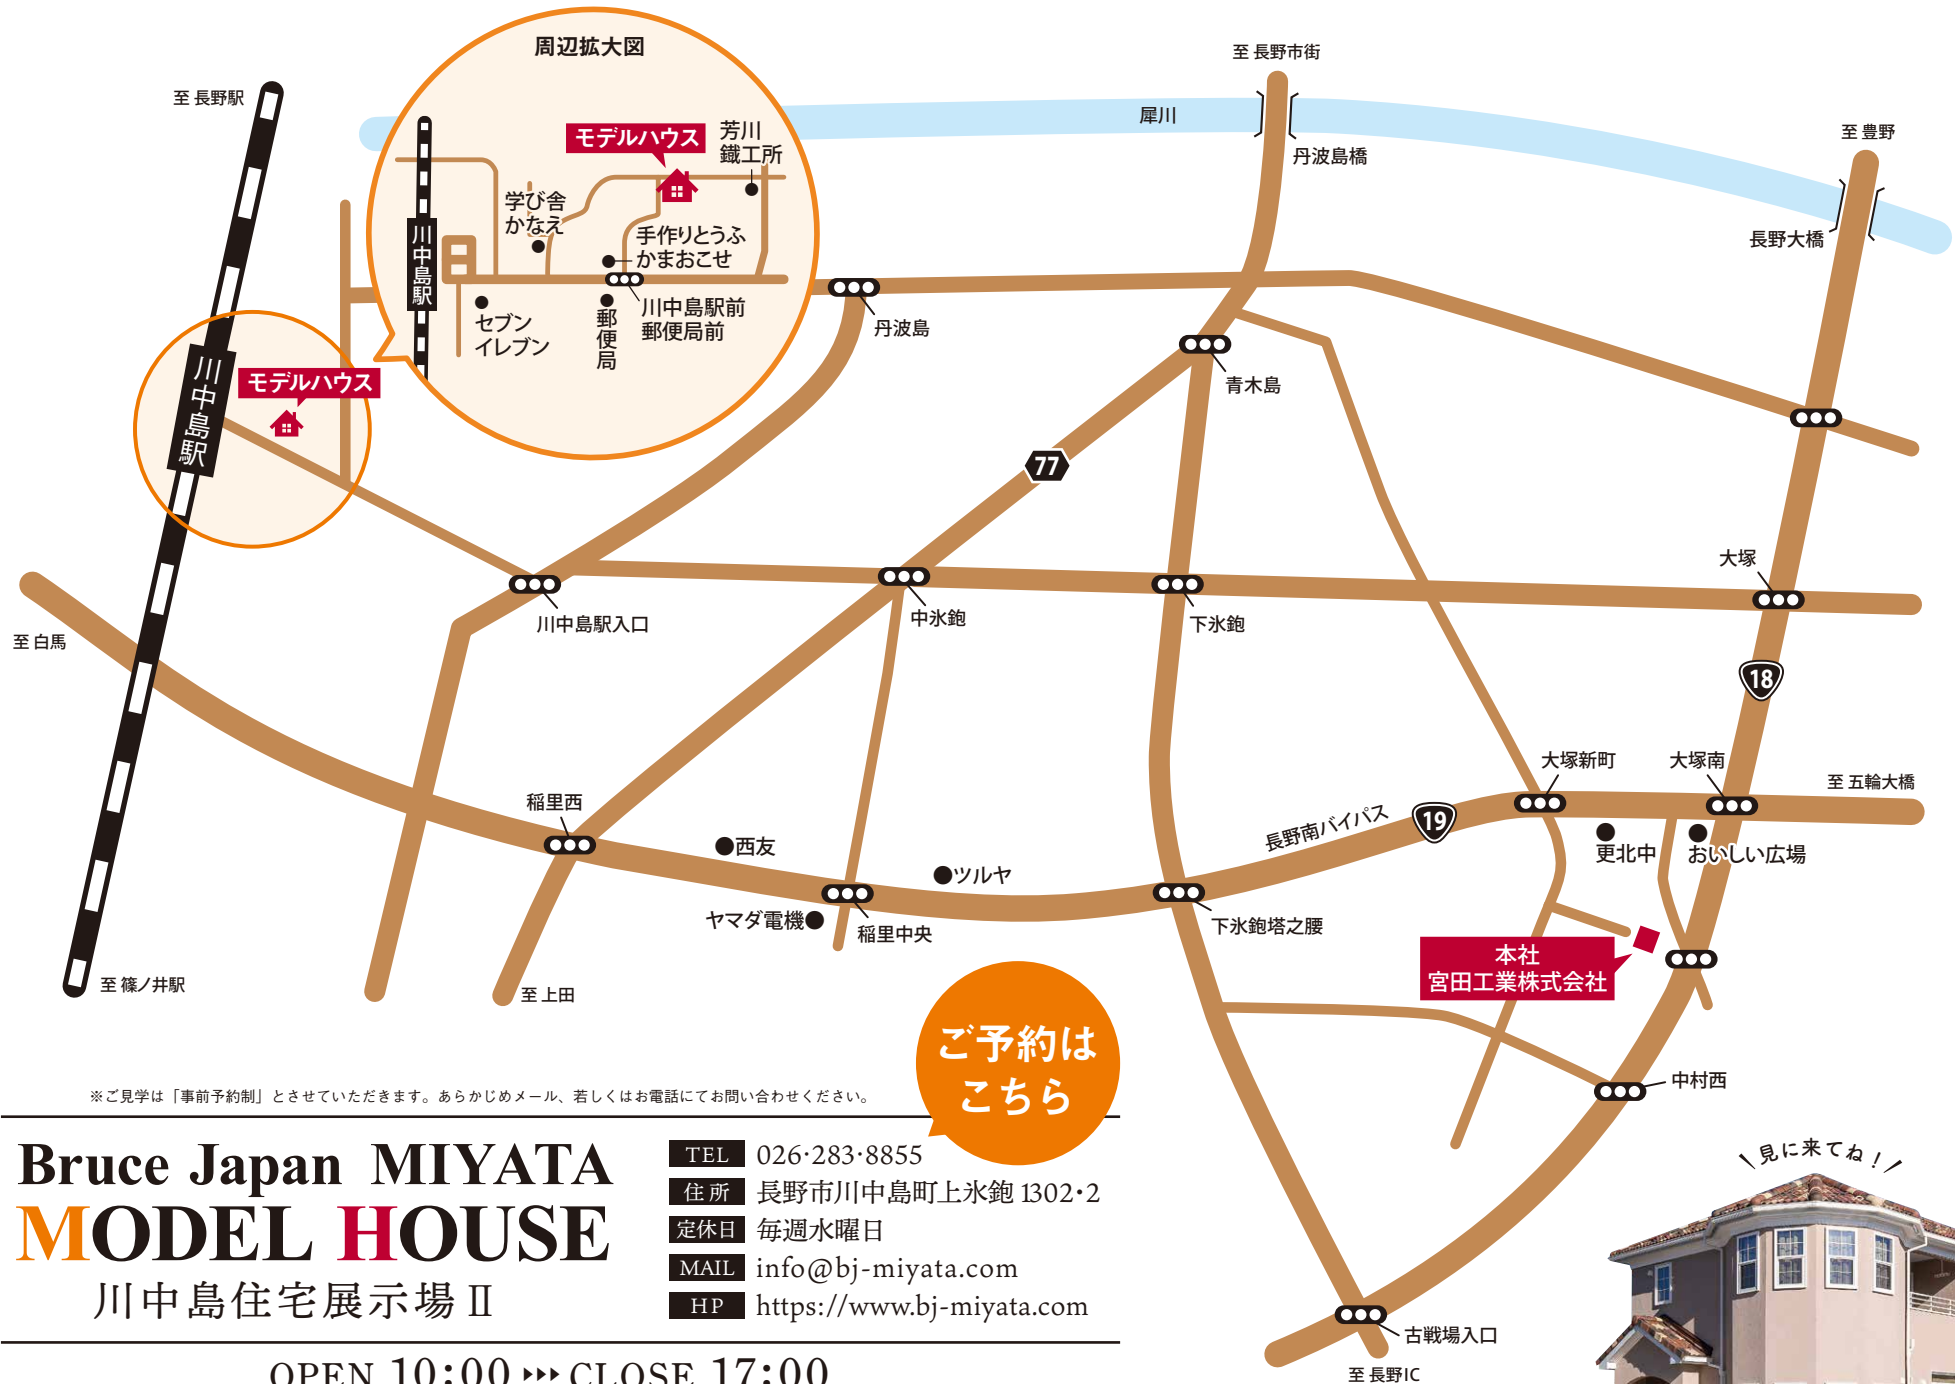 周辺拡大図
至 長野市街
至 長野駅
犀川
至 豊野
モデルハウス
芳川
鐵工所
丹波島橋
学び舎
かなえ
手作りとうふ
かまおこせ
長野大橋
川中島駅
川中島駅前
郵便局前
セブン
イレブン
郵便局
丹波島
川中島駅
モデルハウス
青木島
77
大塚
川中島駅入口
中氷鉋
下氷鉋
至 白馬
18
大塚新町
大塚南
至 五輪大橋
稲里西
長野南バイパス
19
西友
更北中
おいしい広場
ツルヤ
ヤマダ電機
稲里中央
下氷鉋塔之腰
本社
宮田工業株式会社
至 篠ノ井駅
至 上田
ご予約は
こちら
中村西
※ご見学は「事前予約制」とさせていただきます。あらかじめメール、若しくはお電話にてお問い合わせください。
Bruce Japan MIYATA
MODEL HOUSE
川中島住宅展示場 Ⅱ
TEL 026・283・8855
住所 長野市川中島町上氷鉋 1302・2
定休日 毎週水曜日
MAIL info@bj-miyata.com
HP https://www.bj-miyata.com
見に来てね！
古戦場入口
至 長野IC
OPEN 10:00 ▸▸▸ CLOSE 17:00